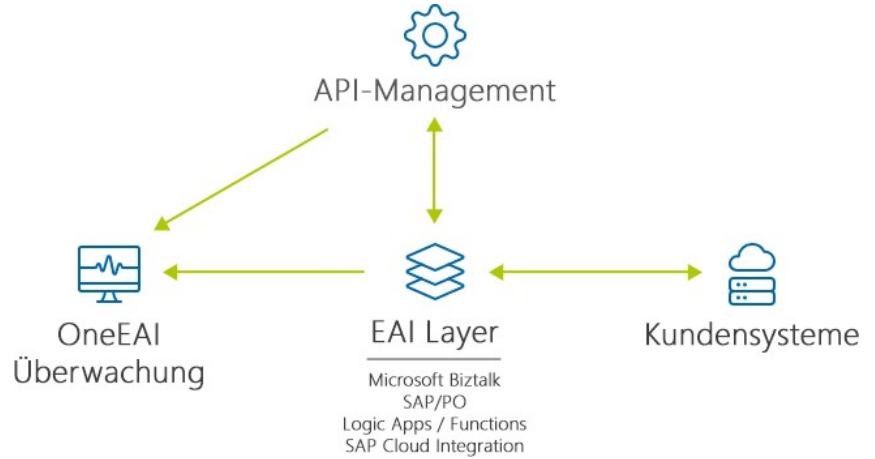 API-Management
OneEAI
Überwachung
EAI Layer
Microsoft Biztalk
SAP/PO
Logic Apps / Functions
SAP Cloud Integration
Kundensysteme